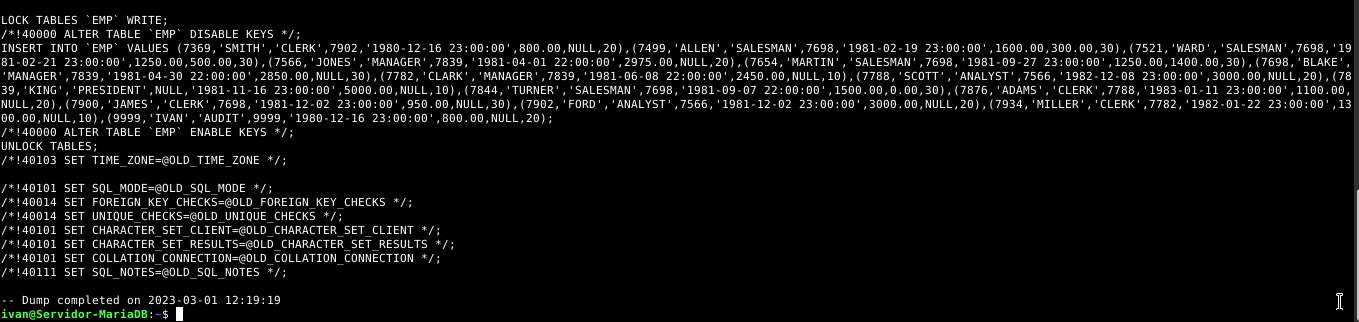 LOCK TABLES `EMP` WRITE;
/*!40000 ALTER TABLE `EMP` DISABLE KEYS */;
INSERT INTO `EMP` VALUES (7369,'SMITH','CLERK',7902,'1980-12-16 23:00:00',800.00,NULL,20),(7499,'ALLEN','SALESMAN',7698,'1981-02-19 23:00:00',1600.00,300.00,30),(7521,'WARD','SALESMAN',7698,'19
81-02-21 23:00:00',1250.00,500.00,30),(7566,'JONES','MANAGER',7839,'1981-04-01 22:00:00',2975.00,NULL,20),(7654,'MARTIN','SALESMAN',7698,'1981-09-27 23:00:00',1250.00,1400.00,30),(7698,'BLAKE',
'MANAGER',7839,'1981-04-30 22:00:00',2850.00,NULL,30),(7782,'CLARK','MANAGER',7839,'1981-06-08 22:00:00',2450.00,NULL,10),(7788,'SCOTT','ANALYST',7566,'1982-12-08 23:00:00',3000.00,NULL,20),(78
39,'KING','PRESIDENT',NULL,'1981-11-16 23:00:00',5000.00,NULL,10),(7844,'TURNER','SALESMAN',7698,'1981-09-07 22:00:00',1500.00,0.00,30),(7876,'ADAMS','CLERK',7788,'1983-01-11 23:00:00',1100.00,
NULL,20),(7900,'JAMES','CLERK',7698,'1981-12-02 23:00:00',950.00,NULL,30),(7902,'FORD','ANALYST',7566,'1981-12-02 23:00:00',3000.00,NULL,20),(7934,'MILLER','CLERK',7782,'1982-01-22 23:00:00',13
00.00,NULL,10),(9999,'IVAN','AUDIT',9999,'1980-12-16 23:00:00',800.00,NULL,20);
/*!40000 ALTER TABLE `EMP` ENABLE KEYS */;
UNLOCK TABLES;
/*!40103 SET TIME_ZONE=@OLD_TIME_ZONE */;
/*!40101 SET SQL_MODE=@OLD_SQL_MODE */;
/*!40014 SET FOREIGN_KEY_CHECKS=@OLD_FOREIGN_KEY_CHECKS */;
/*!40014 SET UNIQUE_CHECKS=@OLD_UNIQUE_CHECKS */;
/*!40101 SET CHARACTER_SET_CLIENT=@OLD_CHARACTER_SET_CLIENT */;
/*!40101 SET CHARACTER_SET_RESULTS=@OLD_CHARACTER_SET_RESULTS */;
/*!40101 SET COLLATION_CONNECTION=@OLD_COLLATION_CONNECTION */;
/*!40111 SET SQL_NOTES=@OLD_SQL_NOTES */;
-- Dump completed on 2023-03-01 12:19:19
ivan@Servidor-MariaDB:~$